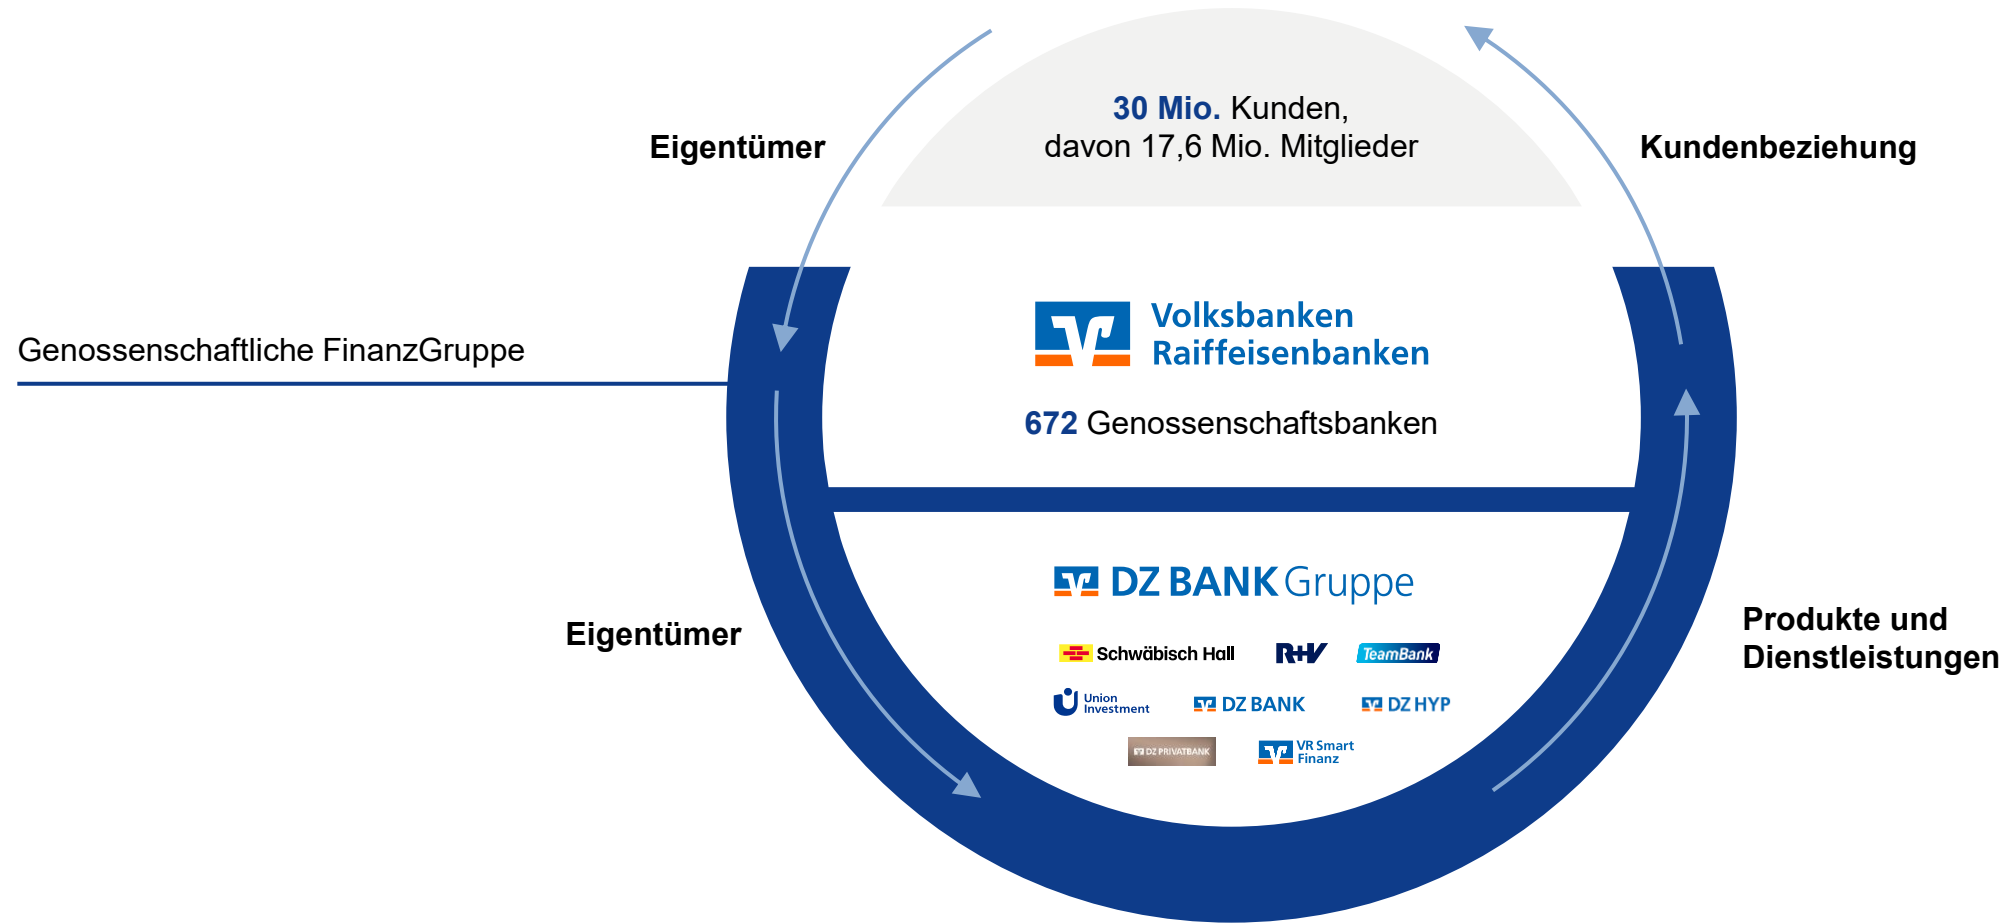 30 Mio. Kunden,
davon 17,6 Mio. Mitglieder
Eigentümer
Kundenbeziehung
Volksbanken
Raiffeisenbanken
Genossenschaftliche FinanzGruppe
672 Genossenschaftsbanken
DZ BANK Gruppe
Eigentümer
Produkte und
Dienstleistungen
Schwäbisch Hall
R+V
TeamBank
Union
Investment
DZ BANK
DZ HYP
DZ PRIVATBANK
VR Smart
Finanz